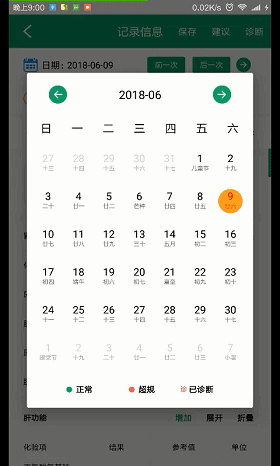 晚上9:00 0.02K/s
记录信息 保存 建议 诊断
日期:2018-06-09 前一次 后一次
2018-06
日 一 二 三 四 五 六
27 28 29 30 31 1 2
十三 十四 十五 十六 十七 儿童节 十九
3 4 5 6 7 8 9
二十 廿一 廿二 芒种 廿四 廿五 廿六
10 11 12 13 14 15 16
廿七 廿八 廿九 三十 五月 初二 初三
17 18 19 20 21 22 23
初四 端午 初六 初七 夏至 初九 初十
24 25 26 27 28 29 30
十一 十二 十三 十四 十五 十六 十七
1 2 3 4 5 6 7
建党节 十九 二十 廿一 廿二 廿三 小暑
正常 超规 诊 已诊断
肝功能 增加 展开 折叠
化验项 结果 参考值 单位